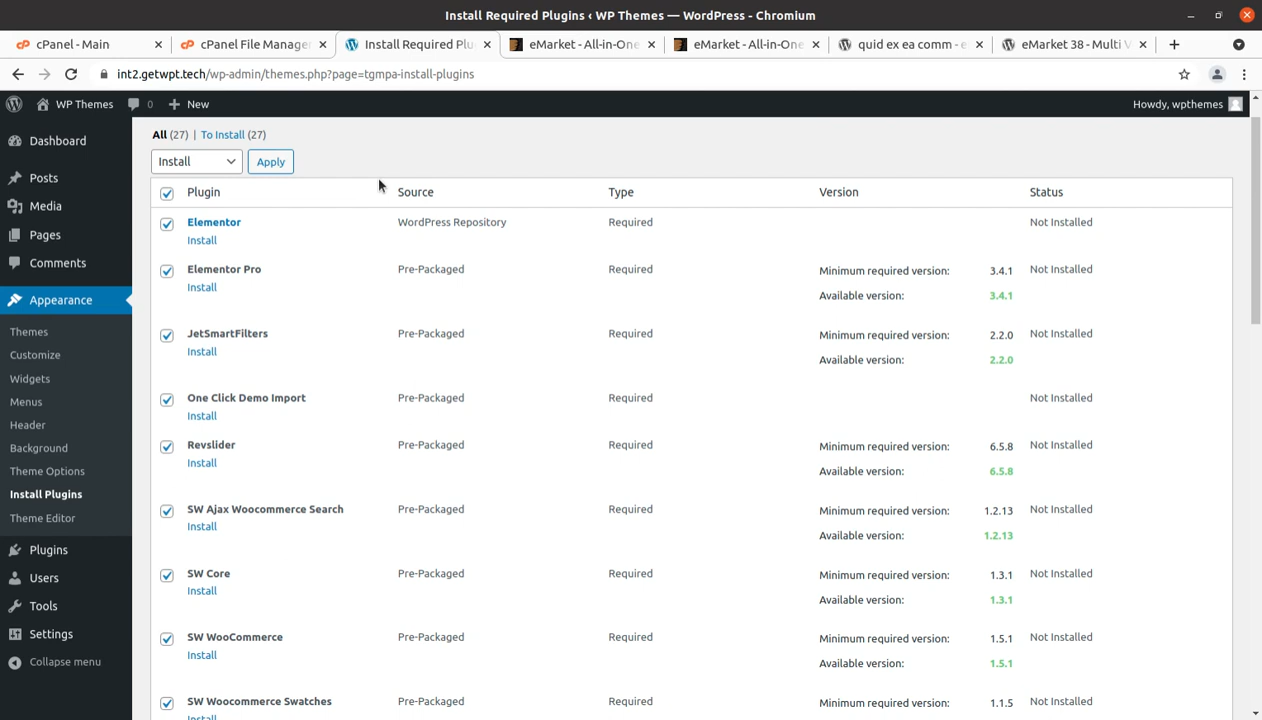 Install Required Plugins ‹ WP Themes — WordPress - Chromium
cPanel - Main
cPanel File Manager
Install Required Plu
eMarket - All-in-One
eMarket - All-in-One
quid ex ea comm - e
eMarket 38 - Multi V
int2.getwpt.tech/wp-admin/themes.php?page=tgmpa-install-plugins
WP Themes
0
New
Howdy, wpthemes
Dashboard
Posts
Media
Pages
Comments
Appearance
Themes
Customize
Widgets
Menus
Header
Background
Theme Options
Install Plugins
Theme Editor
Plugins
Users
Tools
Settings
Collapse menu
All (27) | To Install (27)
Install
Apply
Plugin Source Type Version Status
Elementor WordPress Repository Required Not Installed
Install
Elementor Pro Pre-Packaged Required Minimum required version: 3.4.1 Not Installed
Install
Available version: 3.4.1
JetSmartFilters Pre-Packaged Required Minimum required version: 2.2.0 Not Installed
Install
Available version: 2.2.0
One Click Demo Import Pre-Packaged Required Not Installed
Install
Revslider Pre-Packaged Required Minimum required version: 6.5.8 Not Installed
Install
Available version: 6.5.8
SW Ajax Woocommerce Search Pre-Packaged Required Minimum required version: 1.2.13 Not Installed
Install
Available version: 1.2.13
SW Core Pre-Packaged Required Minimum required version: 1.3.1 Not Installed
Install
Available version: 1.3.1
SW WooCommerce Pre-Packaged Required Minimum required version: 1.5.1 Not Installed
Install
Available version: 1.5.1
SW Woocommerce Swatches Pre-Packaged Required Minimum required version: 1.1.5 Not Installed
Install